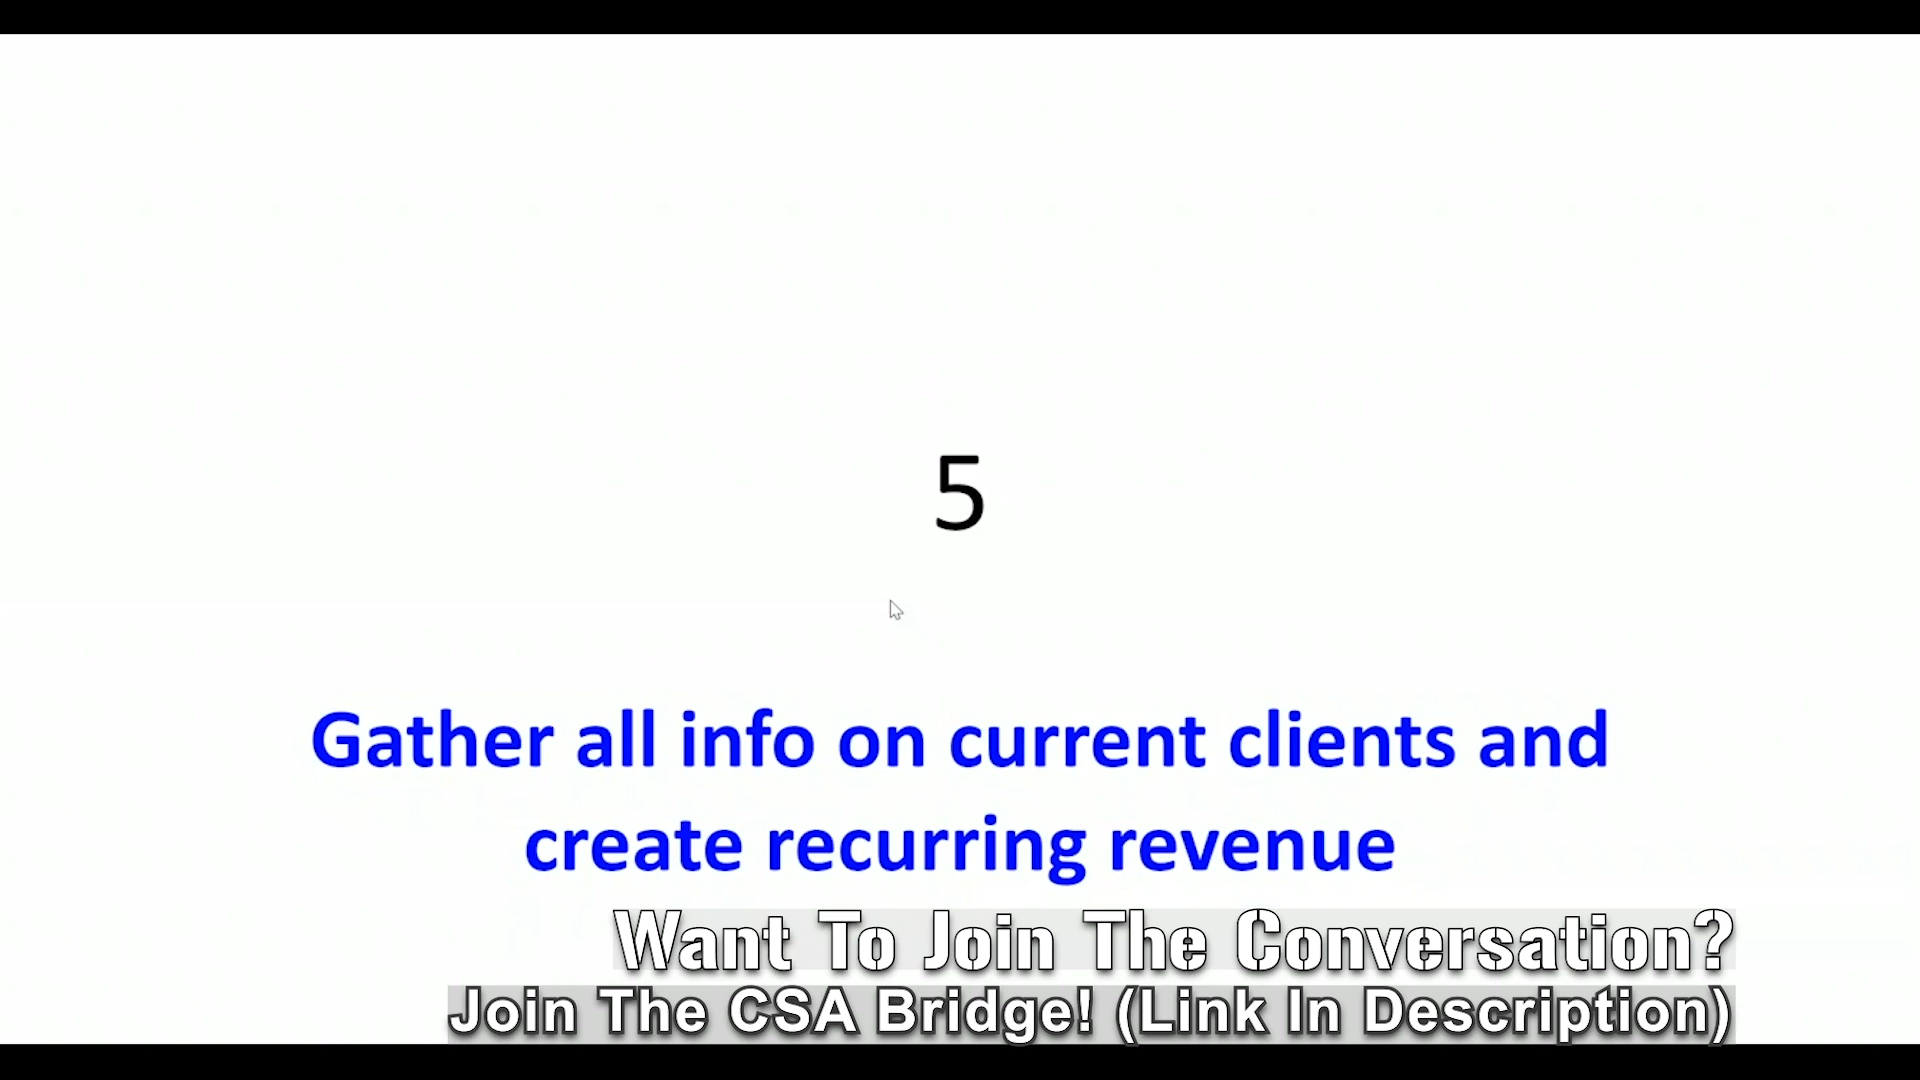 5
Gather all info on current clients and
create recurring revenue
Want To Join The Conversation?
Join The CSA Bridge! (Link In Description)